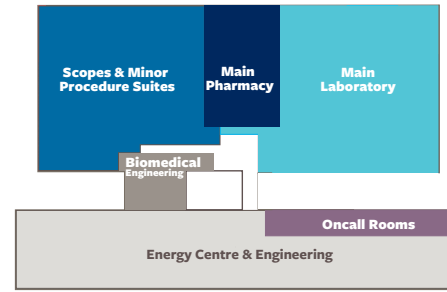 Scopes & Minor
Procedure Suites
Main
Pharmacy
Main
Laboratory
Biomedical
Engineering
Oncall Rooms
Energy Centre & Engineering